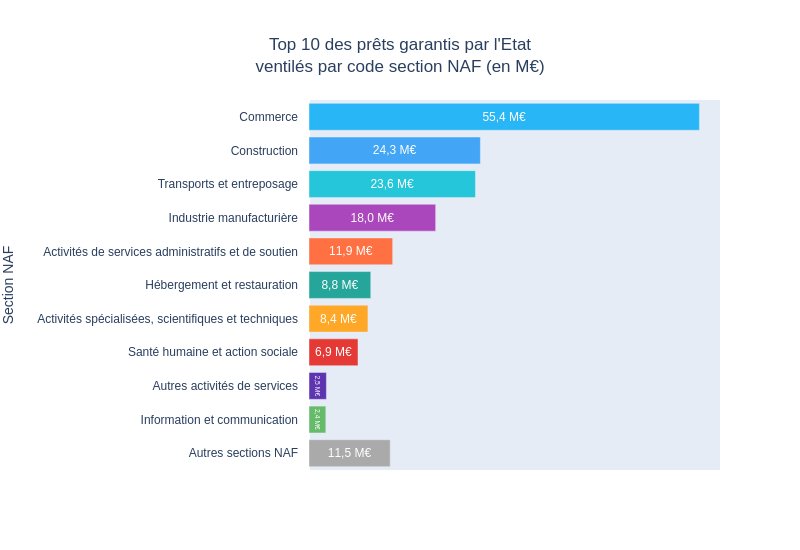 Top 10 des prêts garantis par l'Etat
ventilés par code section NAF (en M€)
Section NAF
Commerce 55,4 M€
Construction 24,3 M€
Transports et entreposage 23,6 M€
Industrie manufacturière 18,0 M€
Activités de services administratifs et de soutien 11,9 M€
Hébergement et restauration 8,8 M€
Activités spécialisées, scientifiques et techniques 8,4 M€
Santé humaine et action sociale 6,9 M€
Autres activités de services 2,5 M€
Information et communication 2,4 M€
Autres sections NAF 11,5 M€